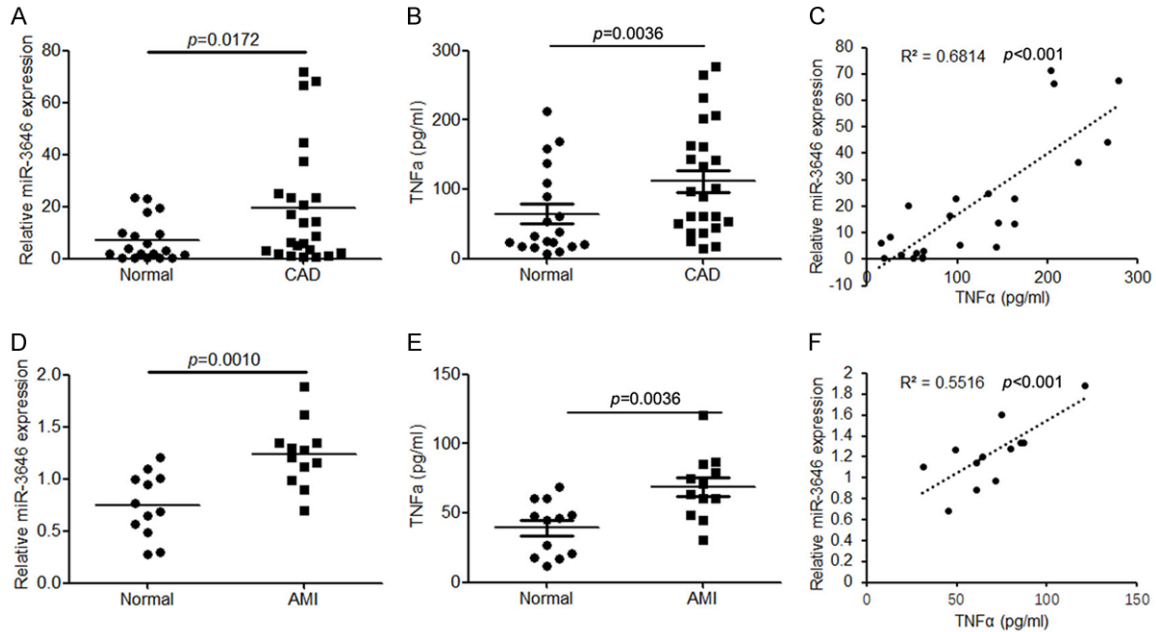 A
p=0.0172
Relative miR-3646 expression
80
60
40
20
0
Normal CAD
B
p=0.0036
TNFa (pg/ml)
300
200
100
0
Normal CAD
C
R² = 0.6814 p<0.001
Relative miR-3646 expression
80
70
60
50
40
30
20
10
0
-10
0 100 200 300
TNFα (pg/ml)
D
p=0.0010
Relative miR-3646 expression
2.0
1.5
1.0
0.5
0.0
Normal AMI
E
p=0.0036
TNFa (pg/ml)
150
100
50
0
Normal AMI
F
R² = 0.5516 p<0.001
Relative miR-3646 expression
2
1.8
1.6
1.4
1.2
1
0.8
0.6
0.4
0.2
0
0 50 100 150
TNFα (pg/ml)